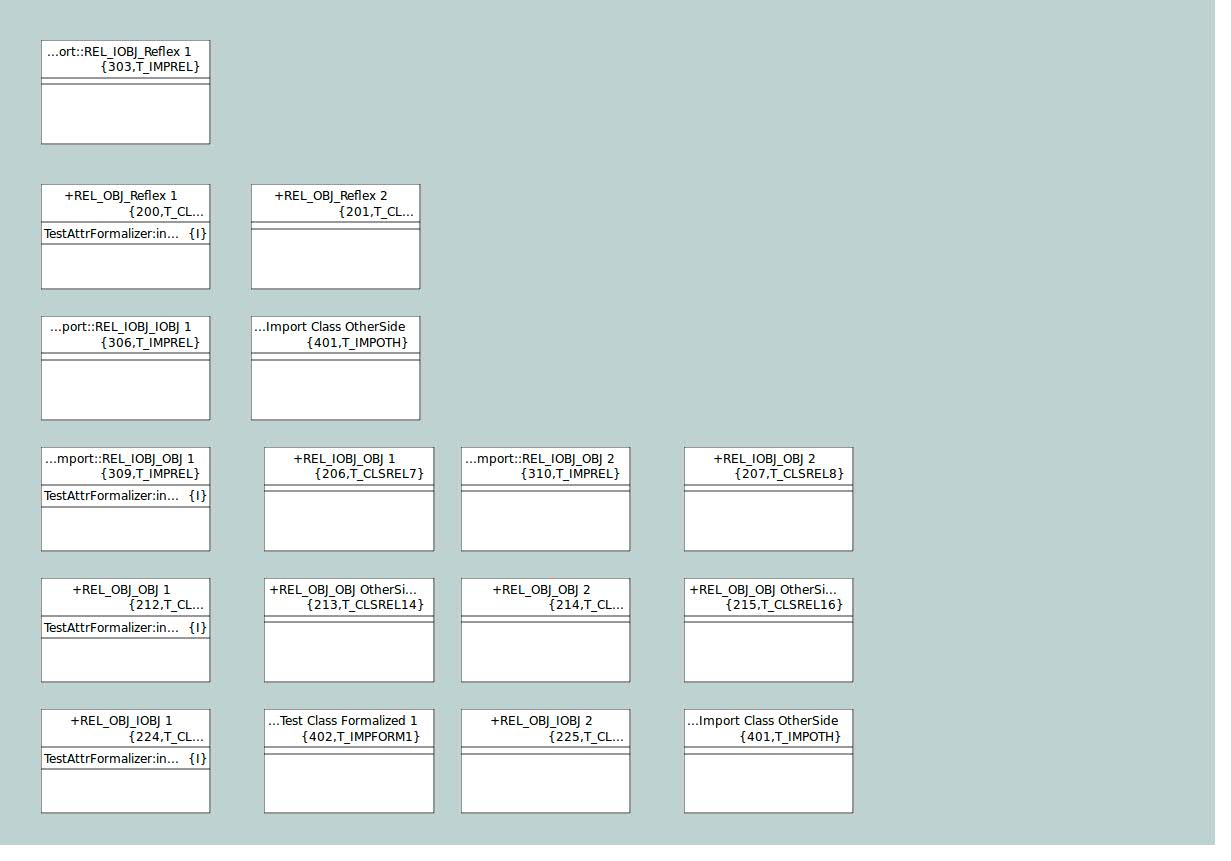 ...ort::REL_IOBJ_Reflex 1
{303,T_IMPREL}
+REL_OBJ_Reflex 1
{200,T_CL...
TestAttrFormalizer:in... {I}
+REL_OBJ_Reflex 2
{201,T_CL...
...port::REL_IOBJ_IOBJ 1
{306,T_IMPREL}
...Import Class OtherSide
{401,T_IMPOTH}
...mport::REL_IOBJ_OBJ 1
{309,T_IMPREL}
TestAttrFormalizer:in... {I}
+REL_IOBJ_OBJ 1
{206,T_CLSREL7}
...mport::REL_IOBJ_OBJ 2
{310,T_IMPREL}
+REL_IOBJ_OBJ 2
{207,T_CLSREL8}
+REL_OBJ_OBJ 1
{212,T_CL...
TestAttrFormalizer:in... {I}
+REL_OBJ_OBJ OtherSi...
{213,T_CLSREL14}
+REL_OBJ_OBJ 2
{214,T_CL...
+REL_OBJ_OBJ OtherSi...
{215,T_CLSREL16}
+REL_OBJ_IOBJ 1
{224,T_CL...
TestAttrFormalizer:in... {I}
...Test Class Formalized 1
{402,T_IMPFORM1}
+REL_OBJ_IOBJ 2
{225,T_CL...
...Import Class OtherSide
{401,T_IMPOTH}